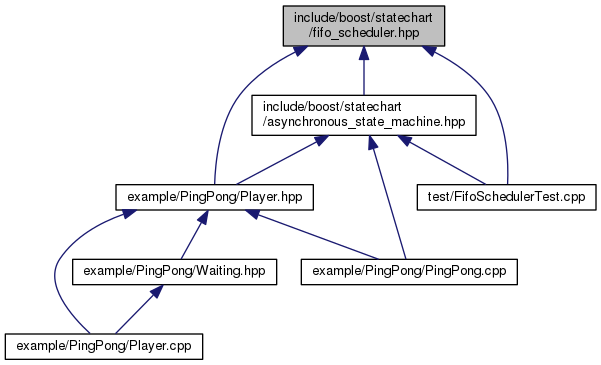 include/boost/statechart
/fifo_scheduler.hpp
include/boost/statechart
/asynchronous_state_machine.hpp
example/PingPong/Player.hpp
test/FifoSchedulerTest.cpp
example/PingPong/Waiting.hpp
example/PingPong/PingPong.cpp
example/PingPong/Player.cpp